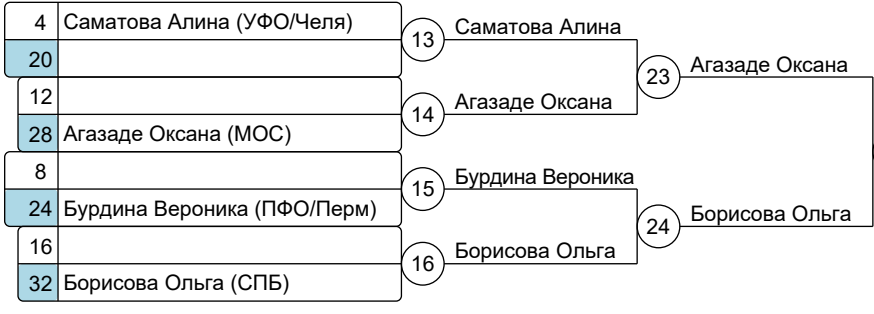 4 Саматова Алина (УФО/Челя)
13
Саматова Алина
20
23
Агазаде Оксана
12
14
Агазаде Оксана
28 Агазаде Оксана (МОС)
8
15
Бурдина Вероника
24 Бурдина Вероника (ПФО/Перм)
24
Борисова Ольга
16
16
Борисова Ольга
32 Борисова Ольга (СПБ)